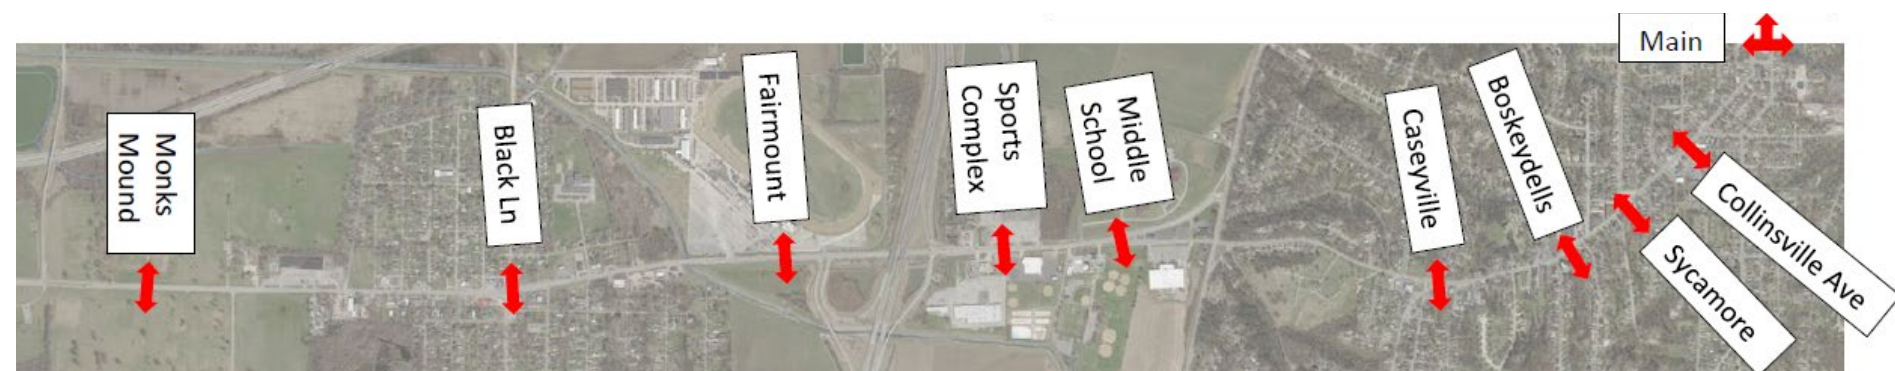 Main
Monks
Mound
Black Ln
Fairmount
Sports
Complex
Middle
School
Caseyville
Boskeydells
Sycamore
Collinsville Ave